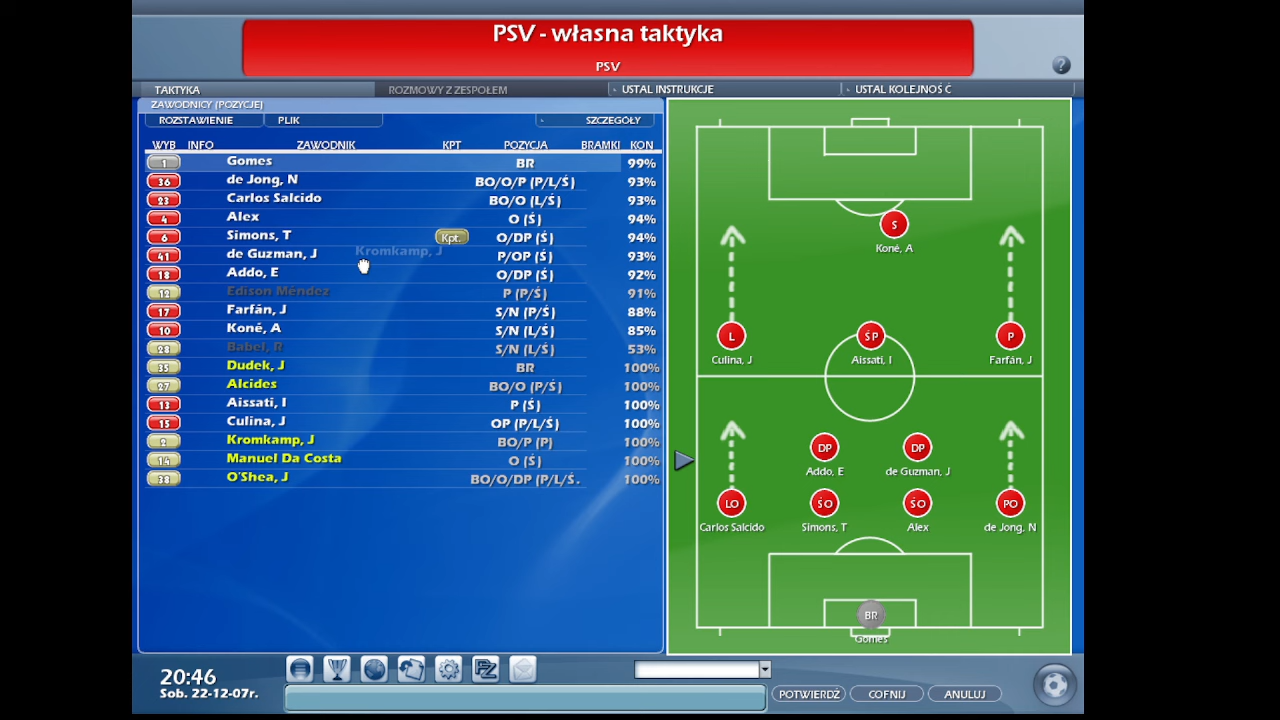 PSV - własna taktyka
PSV
?
TAKTYKA ROZMOWY Z ZESPOŁEM USTAL INSTRUKCJE USTAL KOLEJNOŚĆ
ZAWODNICY (POZYCJE)
ROZSTAWIENIE PLIK SZCZEGÓŁY
WYB INFO ZAWODNIK KPT POZYCJA BRAMKI KON
1 Gomes BR 99%
36 de Jong, N BO/O/P (P/L/Ś) 93%
23 Carlos Salcido BO/O (L/Ś) 93%
4 Alex O (Ś) 94%
6 Simons, T Kpt. O/DP (Ś) 94%
Kromkamp, J
41 de Guzman, J P/OP (Ś) 93%
18 Addo, E O/DP (Ś) 92%
12 Edison Méndez P (P/Ś) 91%
17 Farfán, J S/N (P/Ś) 88%
10 Koné, A S/N (L/Ś) 85%
28 Babel, R S/N (L/Ś) 53%
35 Dudek, J BR 100%
27 Alcides BO/O (P/Ś) 100%
13 Aissati, I P (Ś) 100%
15 Culina, J OP (P/L/Ś) 100%
2 Kromkamp, J BO/P (P) 100%
14 Manuel Da Costa O (Ś) 100%
38 O'Shea, J BO/O/DP (P/L/Ś. 100%
S
Koné, A
L ŚP P
Culina, J Aissati, I Farfán, J
DP DP
Addo, E de Guzman, J
LO ŚO ŚO PO
Carlos Salcido Simons, T Alex de Jong, N
BR
Gomes
20:46
Sob. 22-12-07r.
FZ
POTWIERDŹ COFNIJ ANULUJ